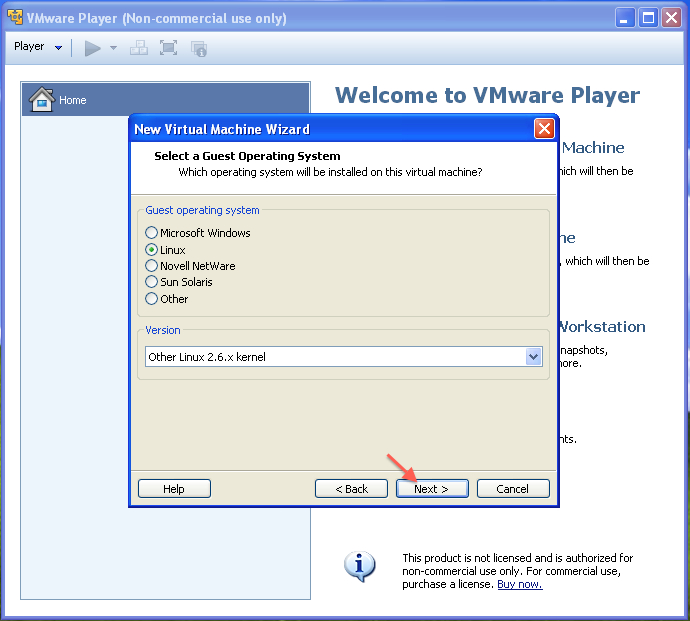 VMware Player (Non-commercial use only)
Player
Home
Welcome to VMware Player
Machine
hich will then be
ne
, which will then be
Workstation
napshots,
nore.
nts.
New Virtual Machine Wizard
Select a Guest Operating System
Which operating system will be installed on this virtual machine?
Guest operating system
Microsoft Windows
Linux
Novell NetWare
Sun Solaris
Other
Version
Other Linux 2.6.x kernel
Help
< Back
Next >
Cancel
This product is not licensed and is authorized for
non-commercial use only. For commercial use,
purchase a license. Buy now.